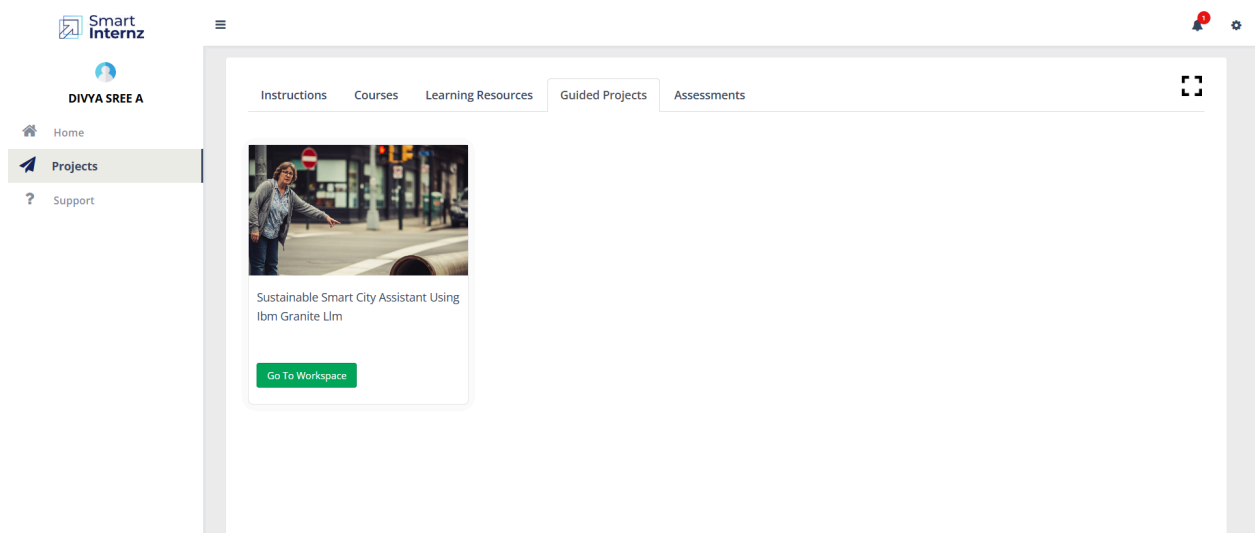 Smart
Internz
1
DIVYA SREE A
Home
Projects
Support
Instructions
Courses
Learning Resources
Guided Projects
Assessments
Sustainable Smart City Assistant Using
Ibm Granite Llm
Go To Workspace